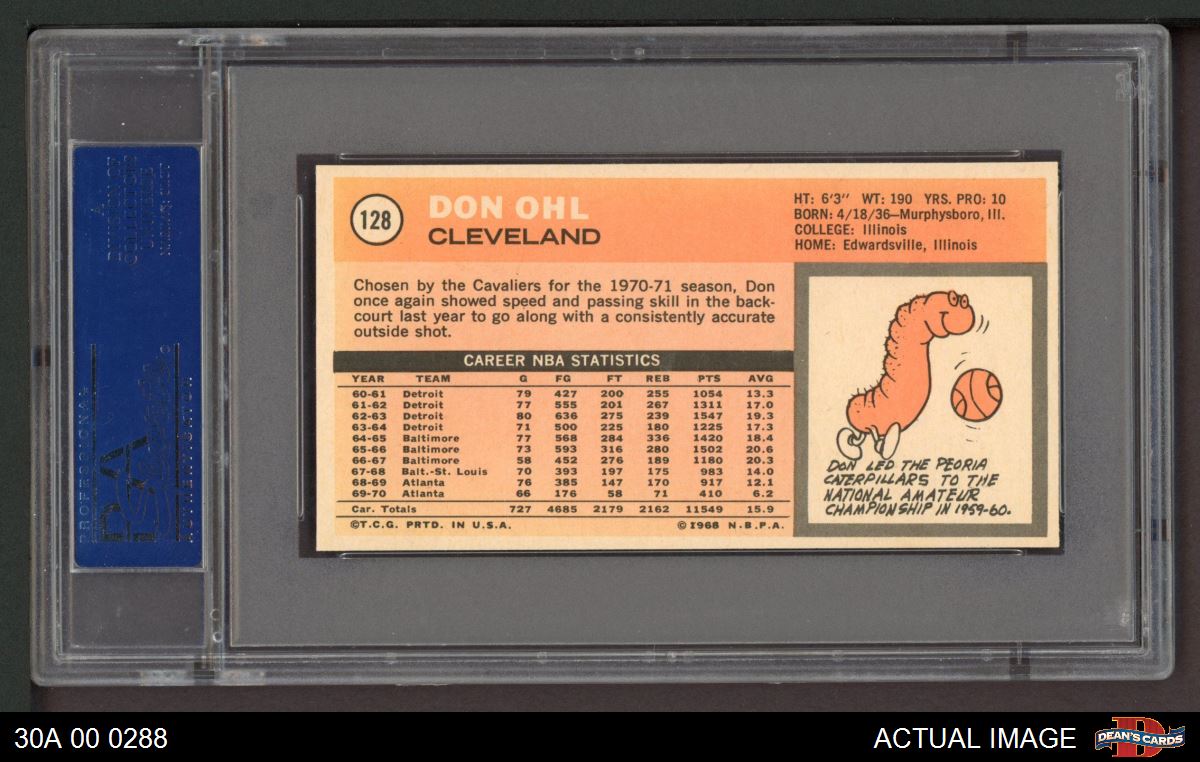 128
DON OHL
CLEVELAND
HT: 6'3" WT: 190 YRS. PRO: 10
BORN: 4/18/36—Murphysboro, Ill.
COLLEGE: Illinois
HOME: Edwardsville, Illinois
Chosen by the Cavaliers for the 1970-71 season, Don
once again showed speed and passing skill in the back-
court last year to go along with a consistently accurate
outside shot.
CAREER NBA STATISTICS
YEAR TEAM G FG FT REB PTS AVG
60-61 Detroit 79 427 200 255 1054 13.3
61-62 Detroit 77 555 201 267 1311 17.0
62-63 Detroit 80 636 275 239 1547 19.3
63-64 Detroit 71 500 225 180 1225 17.3
64-65 Baltimore 77 568 284 336 1420 18.4
65-66 Baltimore 73 593 316 280 1502 20.6
66-67 Baltimore 58 452 276 189 1180 20.3
67-68 Balt.-St. Louis 70 393 197 175 983 14.0
68-69 Atlanta 76 385 147 170 917 12.1
69-70 Atlanta 66 176 58 71 410 6.2
Car. Totals 727 4685 2179 2162 11549 15.9
©T.C.G. PRTD. IN U.S.A. ©1968 N.B.P.A.
DON LED THE PEORIA
CATERPILLARS TO THE
NATIONAL AMATEUR
CHAMPIONSHIP IN 1959-60.
A
DIVISION OF
COLLECTORS
UNIVERSE
PROFESSIONAL
PSA
AUTHENTICATOR
30A 00 0288
ACTUAL IMAGE
DEAN'S CARDS